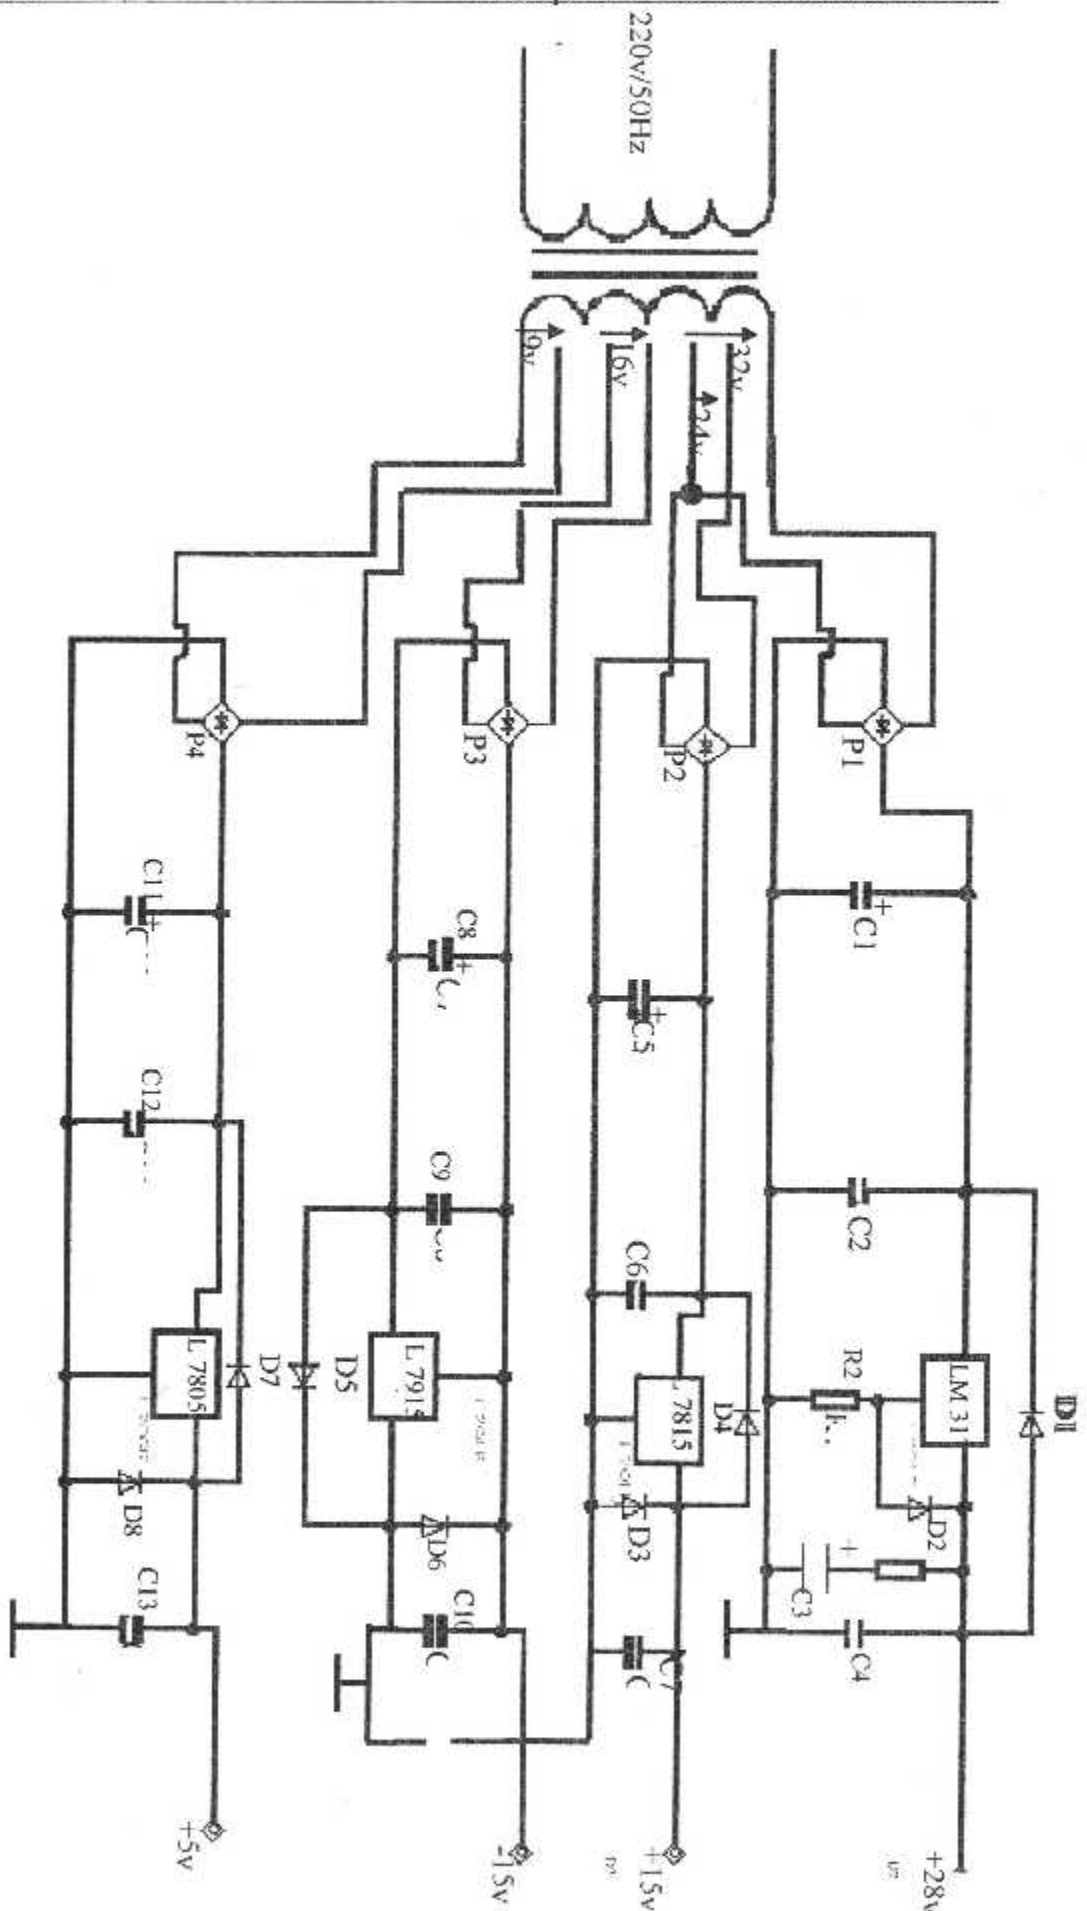 220v/50Hz
9v
16v
32v
24v
P1
C1
+
C2
D1
LM 31
R2
D2
+
C3
C4
+28v
P2
+
C5
C6
D4
7815
D3
C7
+15v
P3
C8
+
C9
D5
L 791
D6
C10
-15v
P4
C11
+
C12
D7
L 7805
D8
C13
+5v